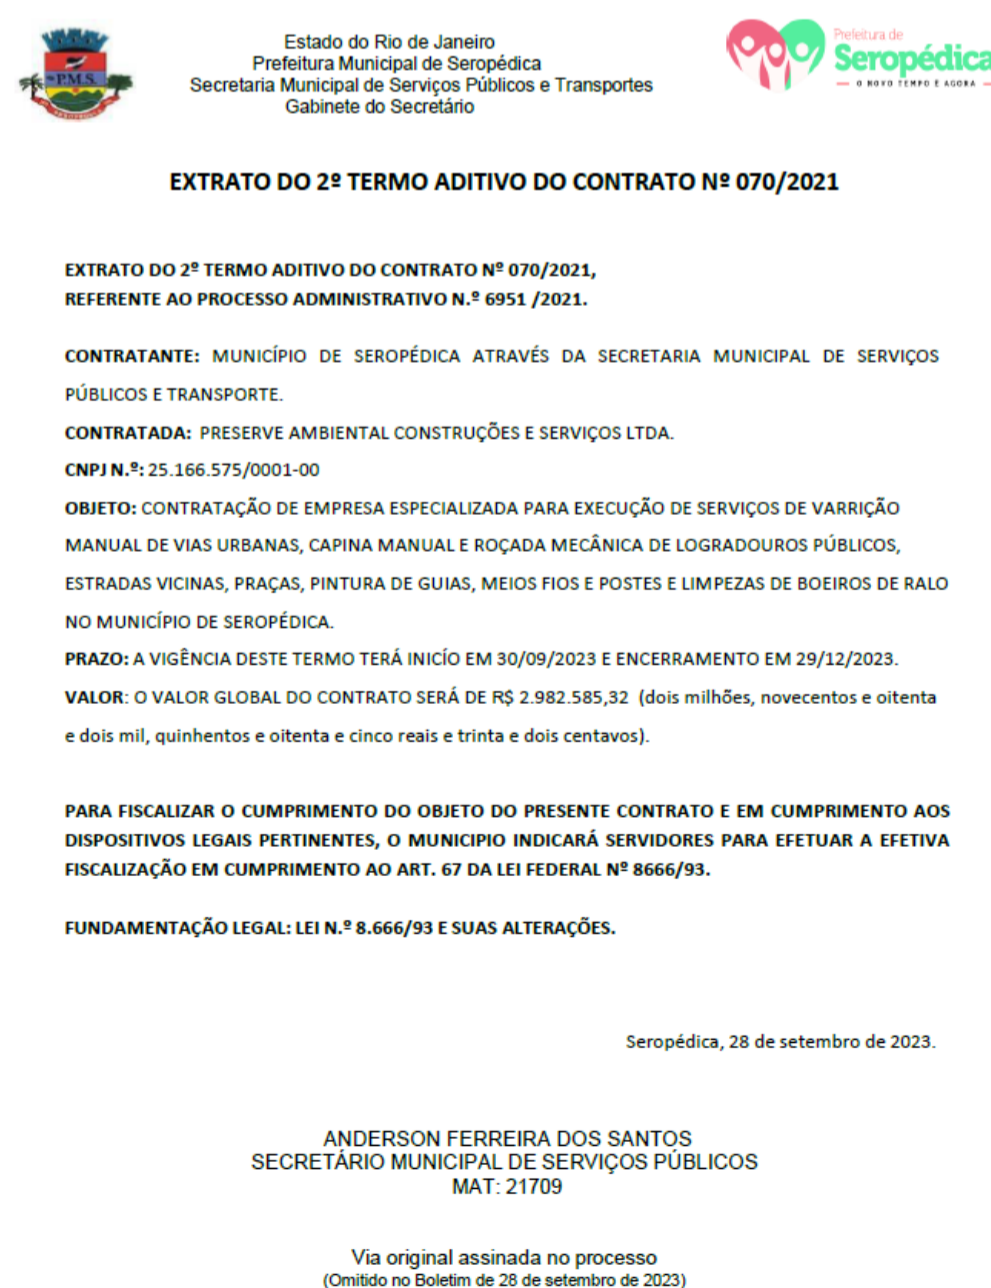 Estado do Rio de Janeiro
Prefeitura Municipal de Seropédica
Secretaria Municipal de Serviços Públicos e Transportes
Gabinete do Secretário
P.M.S.
Prefeitura de
Seropédica
O NOVO TEMPO É AGORA
EXTRATO DO 2º TERMO ADITIVO DO CONTRATO Nº 070/2021
EXTRATO DO 2º TERMO ADITIVO DO CONTRATO Nº 070/2021,
REFERENTE AO PROCESSO ADMINISTRATIVO N.º 6951 /2021.
CONTRATANTE: MUNICÍPIO DE SEROPÉDICA ATRAVÉS DA SECRETARIA MUNICIPAL DE SERVIÇOS
PÚBLICOS E TRANSPORTE.
CONTRATADA: PRESERVE AMBIENTAL CONSTRUÇÕES E SERVIÇOS LTDA.
CNPJ N.º: 25.166.575/0001-00
OBJETO: CONTRATAÇÃO DE EMPRESA ESPECIALIZADA PARA EXECUÇÃO DE SERVIÇOS DE VARRIÇÃO
MANUAL DE VIAS URBANAS, CAPINA MANUAL E ROÇADA MECÂNICA DE LOGRADOUROS PÚBLICOS,
ESTRADAS VICINAS, PRAÇAS, PINTURA DE GUIAS, MEIOS FIOS E POSTES E LIMPEZAS DE BOEIROS DE RALO
NO MUNICÍPIO DE SEROPÉDICA.
PRAZO: A VIGÊNCIA DESTE TERMO TERÁ INICÍO EM 30/09/2023 E ENCERRAMENTO EM 29/12/2023.
VALOR: O VALOR GLOBAL DO CONTRATO SERÁ DE R$ 2.982.585,32 (dois milhões, novecentos e oitenta
e dois mil, quinhentos e oitenta e cinco reais e trinta e dois centavos).
PARA FISCALIZAR O CUMPRIMENTO DO OBJETO DO PRESENTE CONTRATO E EM CUMPRIMENTO AOS
DISPOSITIVOS LEGAIS PERTINENTES, O MUNICIPIO INDICARÁ SERVIDORES PARA EFETUAR A EFETIVA
FISCALIZAÇÃO EM CUMPRIMENTO AO ART. 67 DA LEI FEDERAL Nº 8666/93.
FUNDAMENTAÇÃO LEGAL: LEI N.º 8.666/93 E SUAS ALTERAÇÕES.
Seropédica, 28 de setembro de 2023.
ANDERSON FERREIRA DOS SANTOS
SECRETÁRIO MUNICIPAL DE SERVIÇOS PÚBLICOS
MAT: 21709
Via original assinada no processo
(Omitido no Boletim de 28 de setembro de 2023)